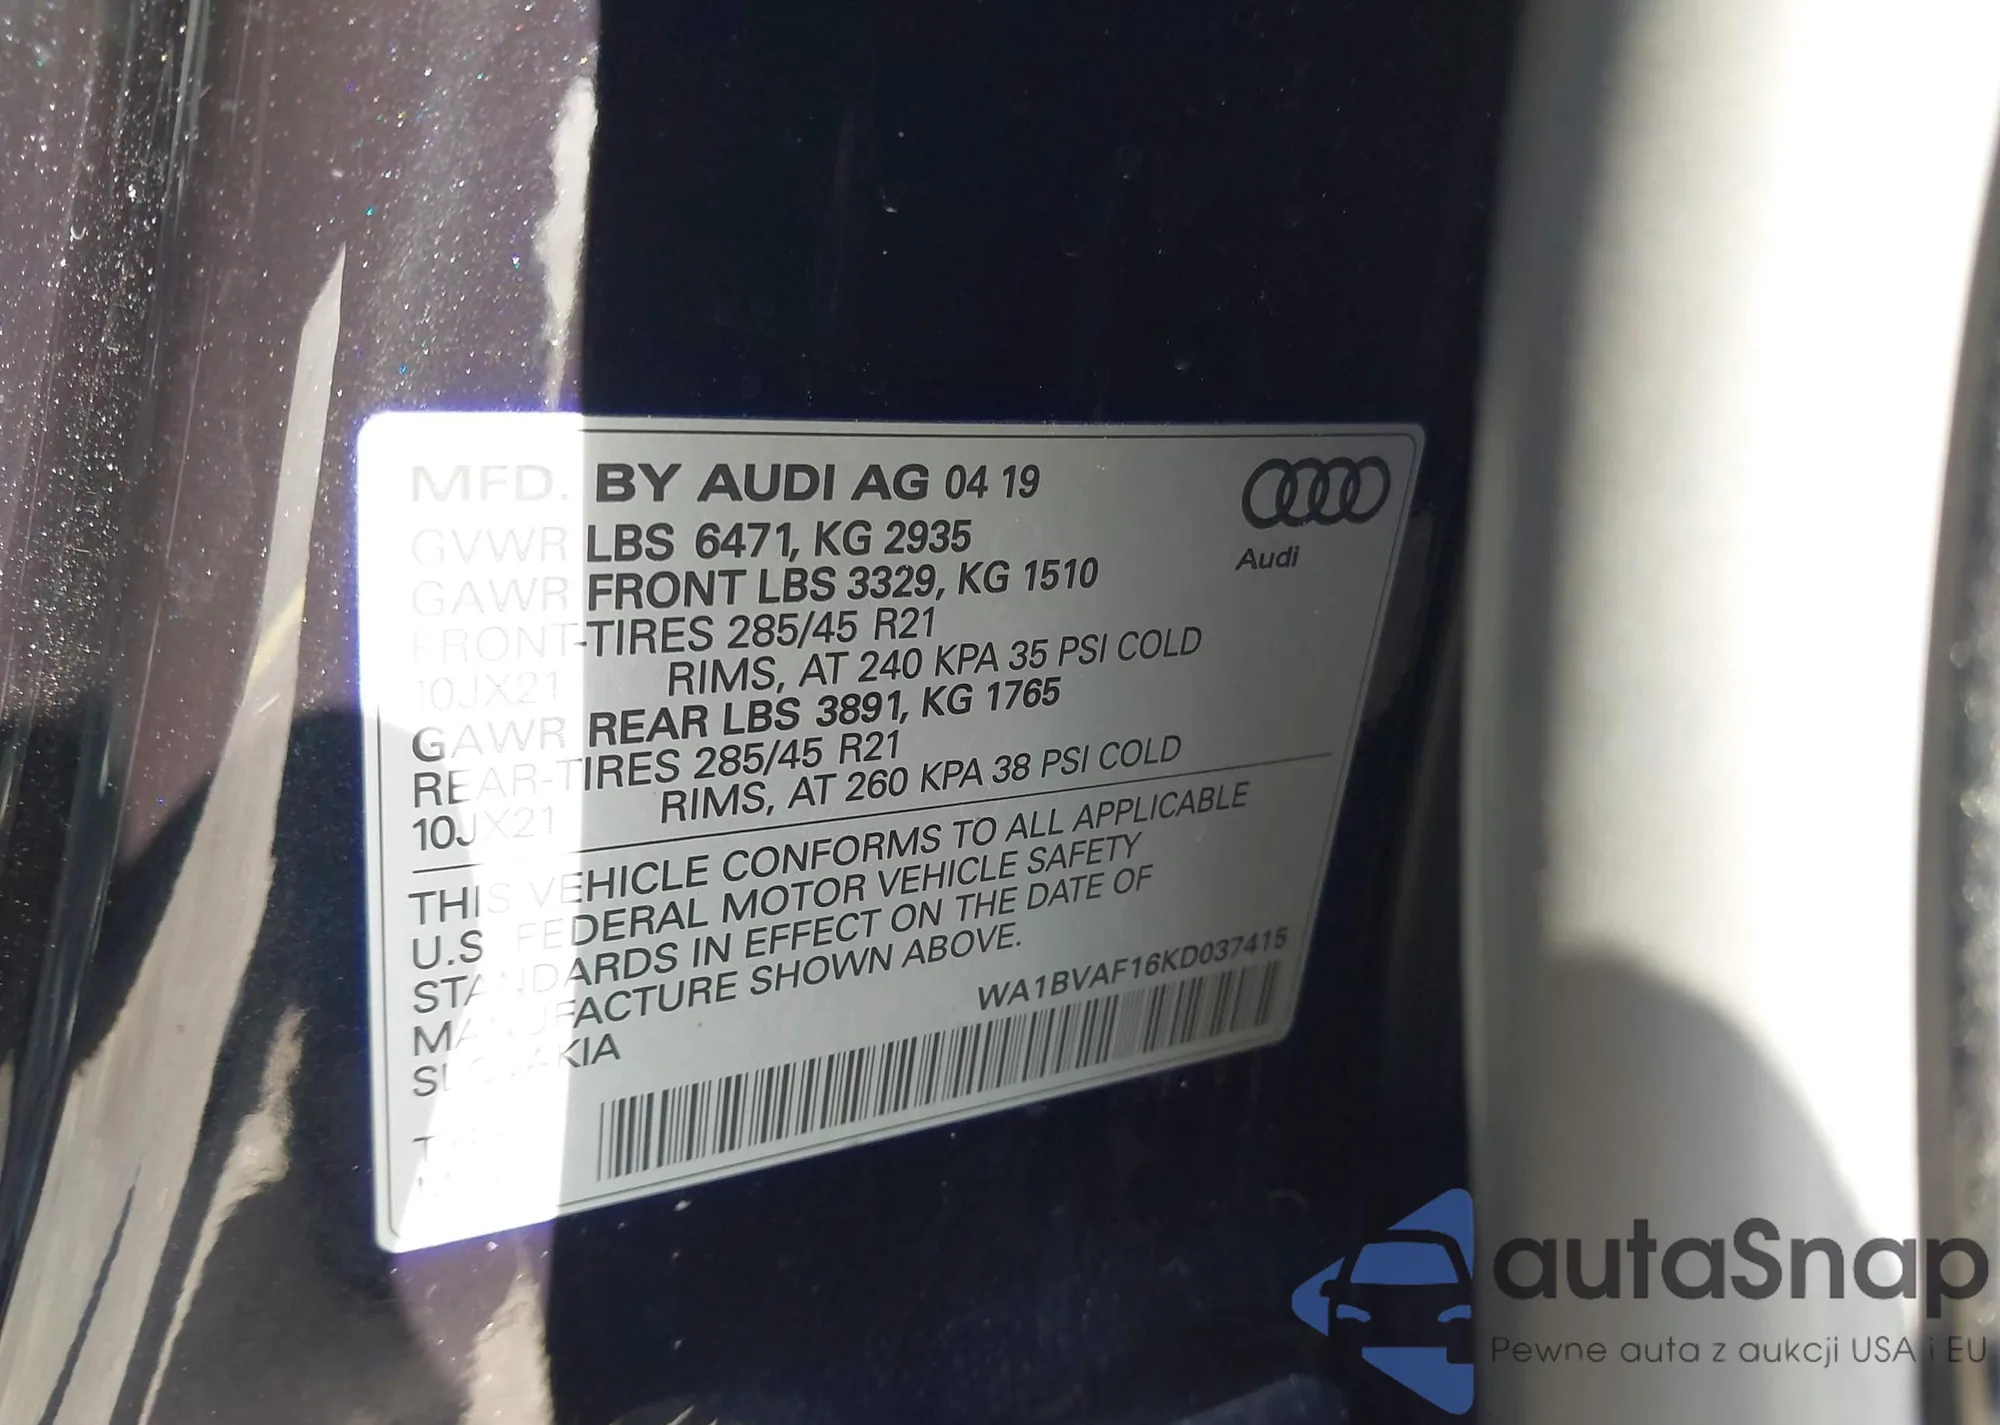 MFD. BY AUDI AG 04 19
GVWR LBS 6471, KG 2935
GAWR FRONT LBS 3329, KG 1510
FRONT-TIRES 285/45 R21
10JX21 RIMS, AT 240 KPA 35 PSI COLD
GAWR REAR LBS 3891, KG 1765
REAR-TIRES 285/45 R21
10JX21 RIMS, AT 260 KPA 38 PSI COLD
Audi
THIS VEHICLE CONFORMS TO ALL APPLICABLE
U.S. FEDERAL MOTOR VEHICLE SAFETY
STANDARDS IN EFFECT ON THE DATE OF
MANUFACTURE SHOWN ABOVE.
SLOVAKIA
WA1BVAF16KD037415
autaSnap
Pewne auta z aukcji USA i EU